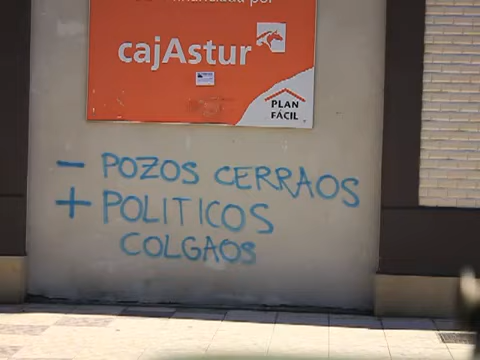 cajAstur
PLAN
FÁCIL
- POZOS CERRAOS
+ POLITICOS
COLGAOS